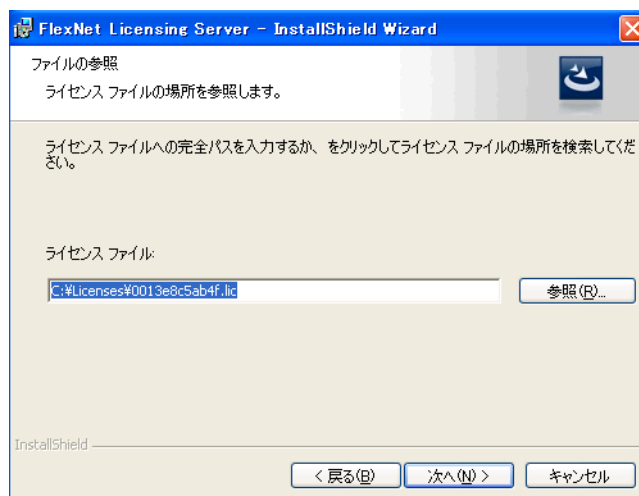 FlexNet Licensing Server - InstallShield Wizard
ファイルの参照
ライセンス ファイルの場所を参照します。
ライセンス ファイルへの完全パスを入力するか、をクリックしてライセンス ファイルの場所を検索してくだ
さい。
ライセンス ファイル:
C:¥Licenses¥0013e8c5ab4f.lic
参照(R)...
InstallShield
< 戻る(B)
次へ(N) >
キャンセル